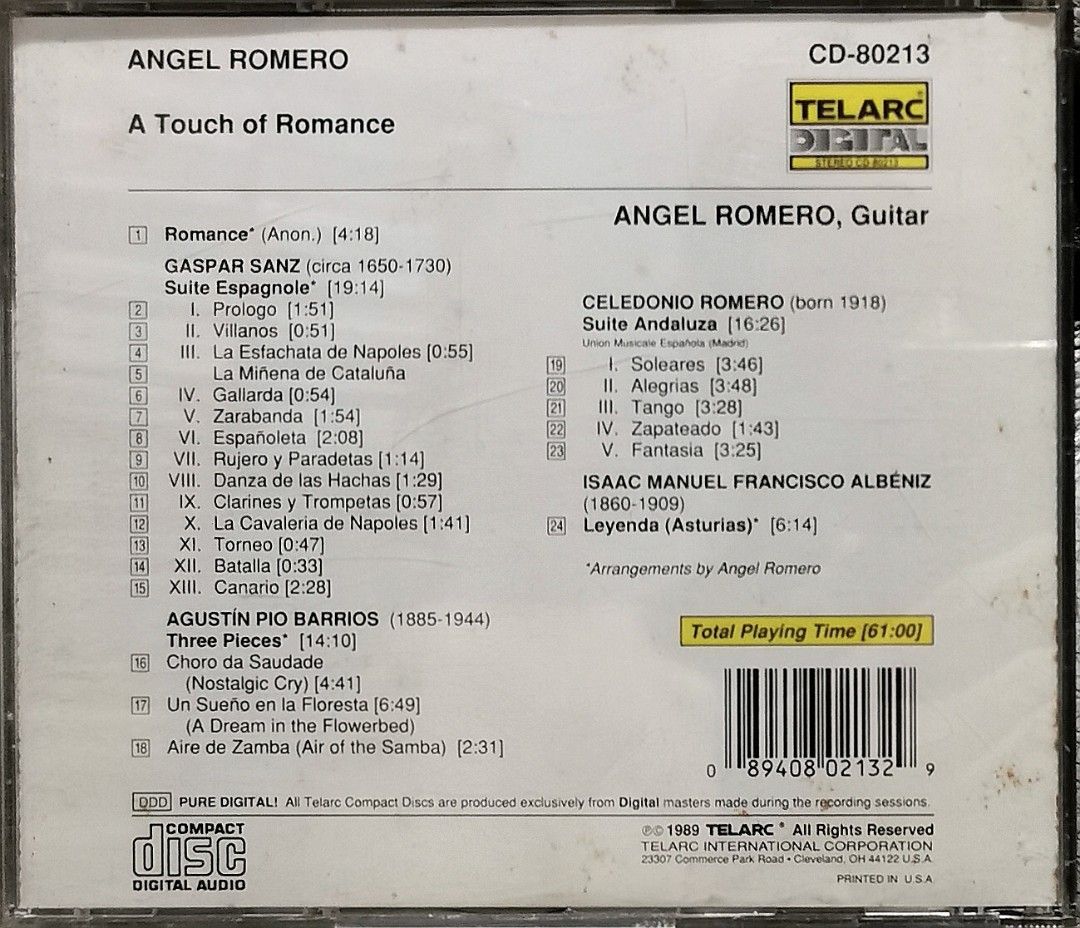 ANGEL ROMERO
CD-80213
A Touch of Romance
TELARC
DIGITAL
STEREO CD 80213
ANGEL ROMERO, Guitar
1 Romance* (Anon.) [4:18]
GASPAR SANZ (circa 1650-1730)
Suite Espagnole* [19:14]
2 I. Prologo [1:51]
3 II. Villanos [0:51]
4 III. La Esfachata de Napoles [0:55]
5 La Miñena de Cataluña
6 IV. Gallarda [0:54]
7 V. Zarabanda [1:54]
8 VI. Españoleta [2:08]
9 VII. Rujero y Paradetas [1:14]
10 VIII. Danza de las Hachas [1:29]
11 IX. Clarines y Trompetas [0:57]
12 X. La Cavaleria de Napoles [1:41]
13 XI. Torneo [0:47]
14 XII. Batalla [0:33]
15 XIII. Canario [2:28]
AGUSTÍN PIO BARRIOS (1885-1944)
Three Pieces* [14:10]
16 Choro da Saudade
(Nostalgic Cry) [4:41]
17 Un Sueño en la Floresta [6:49]
(A Dream in the Flowerbed)
18 Aire de Zamba (Air of the Samba) [2:31]
CELEDONIO ROMERO (born 1918)
Suite Andaluza [16:26]
Union Musicale Española (Madrid)
19 I. Soleares [3:46]
20 II. Alegrias [3:48]
21 III. Tango [3:28]
22 IV. Zapateado [1:43]
23 V. Fantasia [3:25]
ISAAC MANUEL FRANCISCO ALBÉNIZ
(1860-1909)
24 Leyenda (Asturias)* [6:14]
*Arrangements by Angel Romero
Total Playing Time [61:00]
0 89408 02132 9
DDD PURE DIGITAL! All Telarc Compact Discs are produced exclusively from Digital masters made during the recording sessions.
COMPACT
disc
DIGITAL AUDIO
℗© 1989 TELARC® All Rights Reserved
TELARC INTERNATIONAL CORPORATION
23307 Commerce Park Road • Cleveland, OH 44122 U.S.A.
PRINTED IN U.S.A.